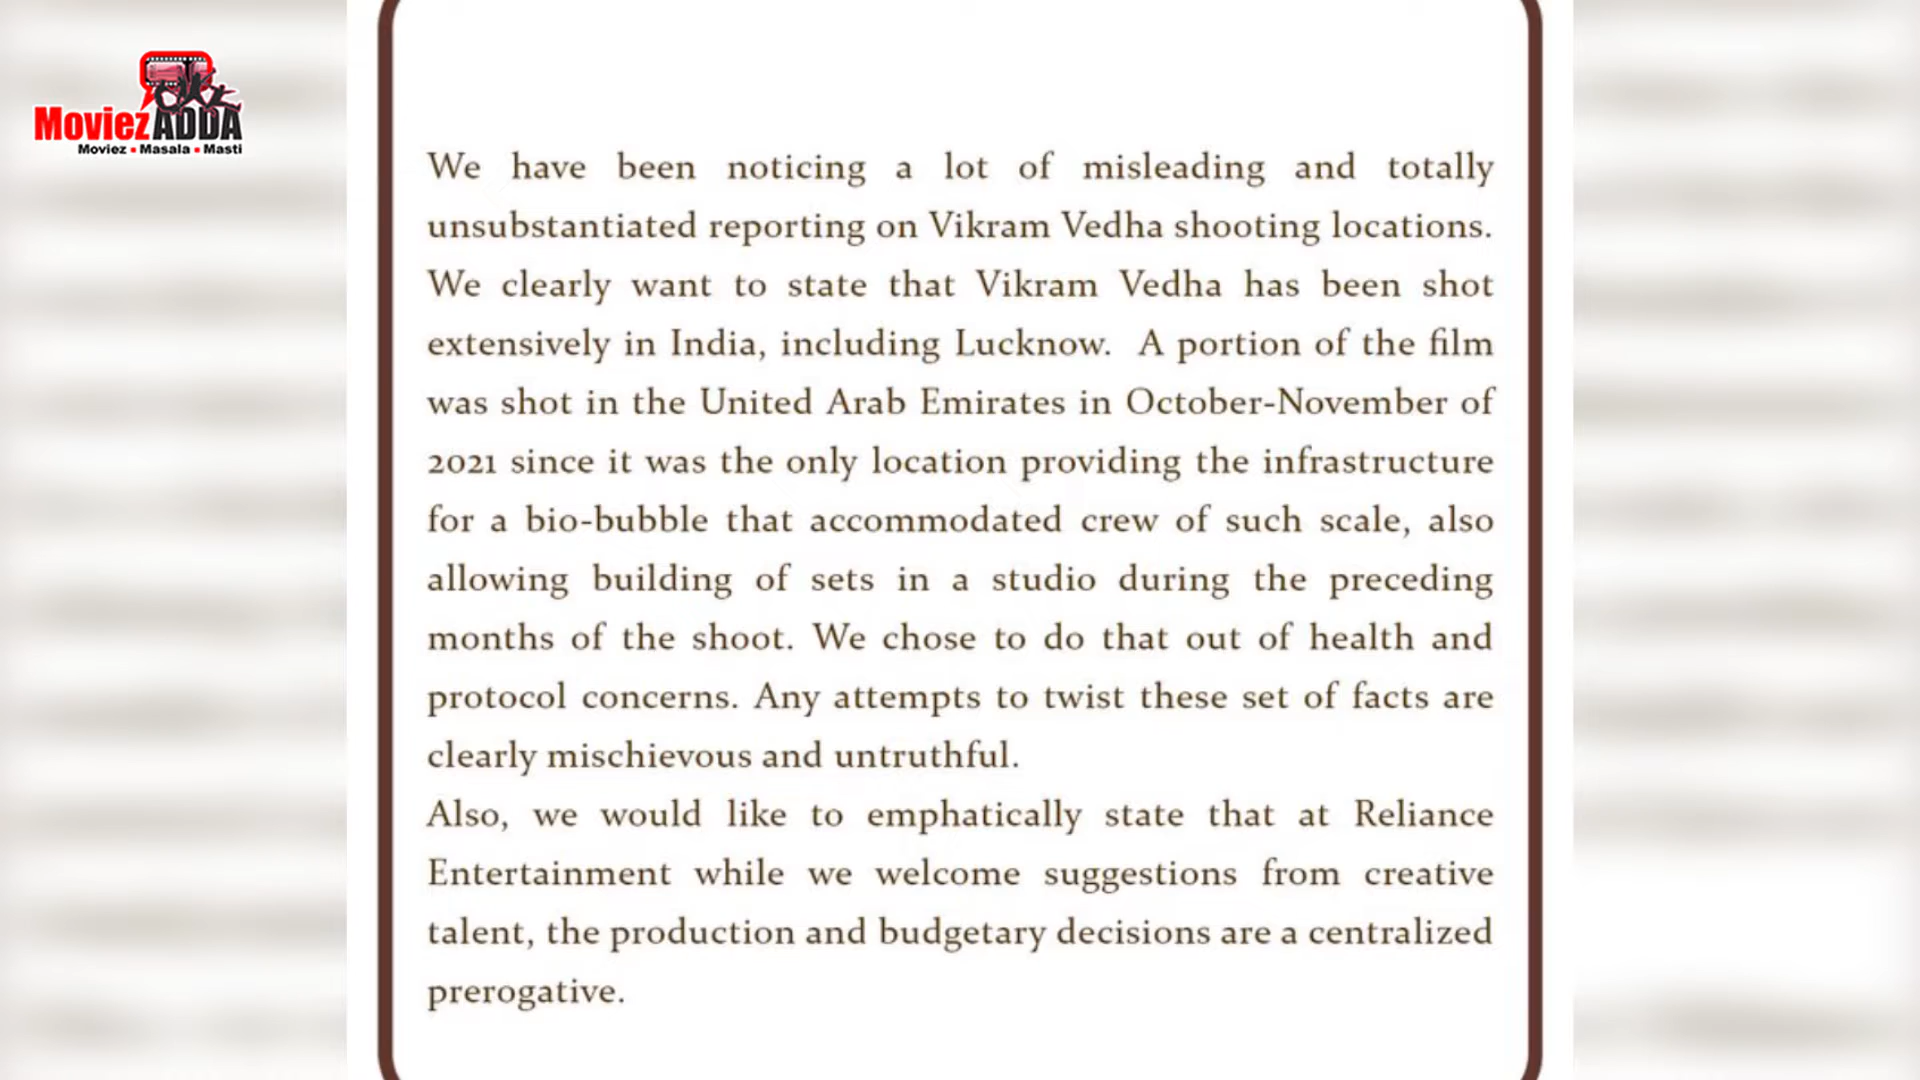 MoviezADDA
Moviez ▪ Masala ▪ Masti
We have been noticing a lot of misleading and totally
unsubstantiated reporting on Vikram Vedha shooting locations.
We clearly want to state that Vikram Vedha has been shot
extensively in India, including Lucknow. A portion of the film
was shot in the United Arab Emirates in October-November of
2021 since it was the only location providing the infrastructure
for a bio-bubble that accommodated crew of such scale, also
allowing building of sets in a studio during the preceding
months of the shoot. We chose to do that out of health and
protocol concerns. Any attempts to twist these set of facts are
clearly mischievous and untruthful.
Also, we would like to emphatically state that at Reliance
Entertainment while we welcome suggestions from creative
talent, the production and budgetary decisions are a centralized
prerogative.